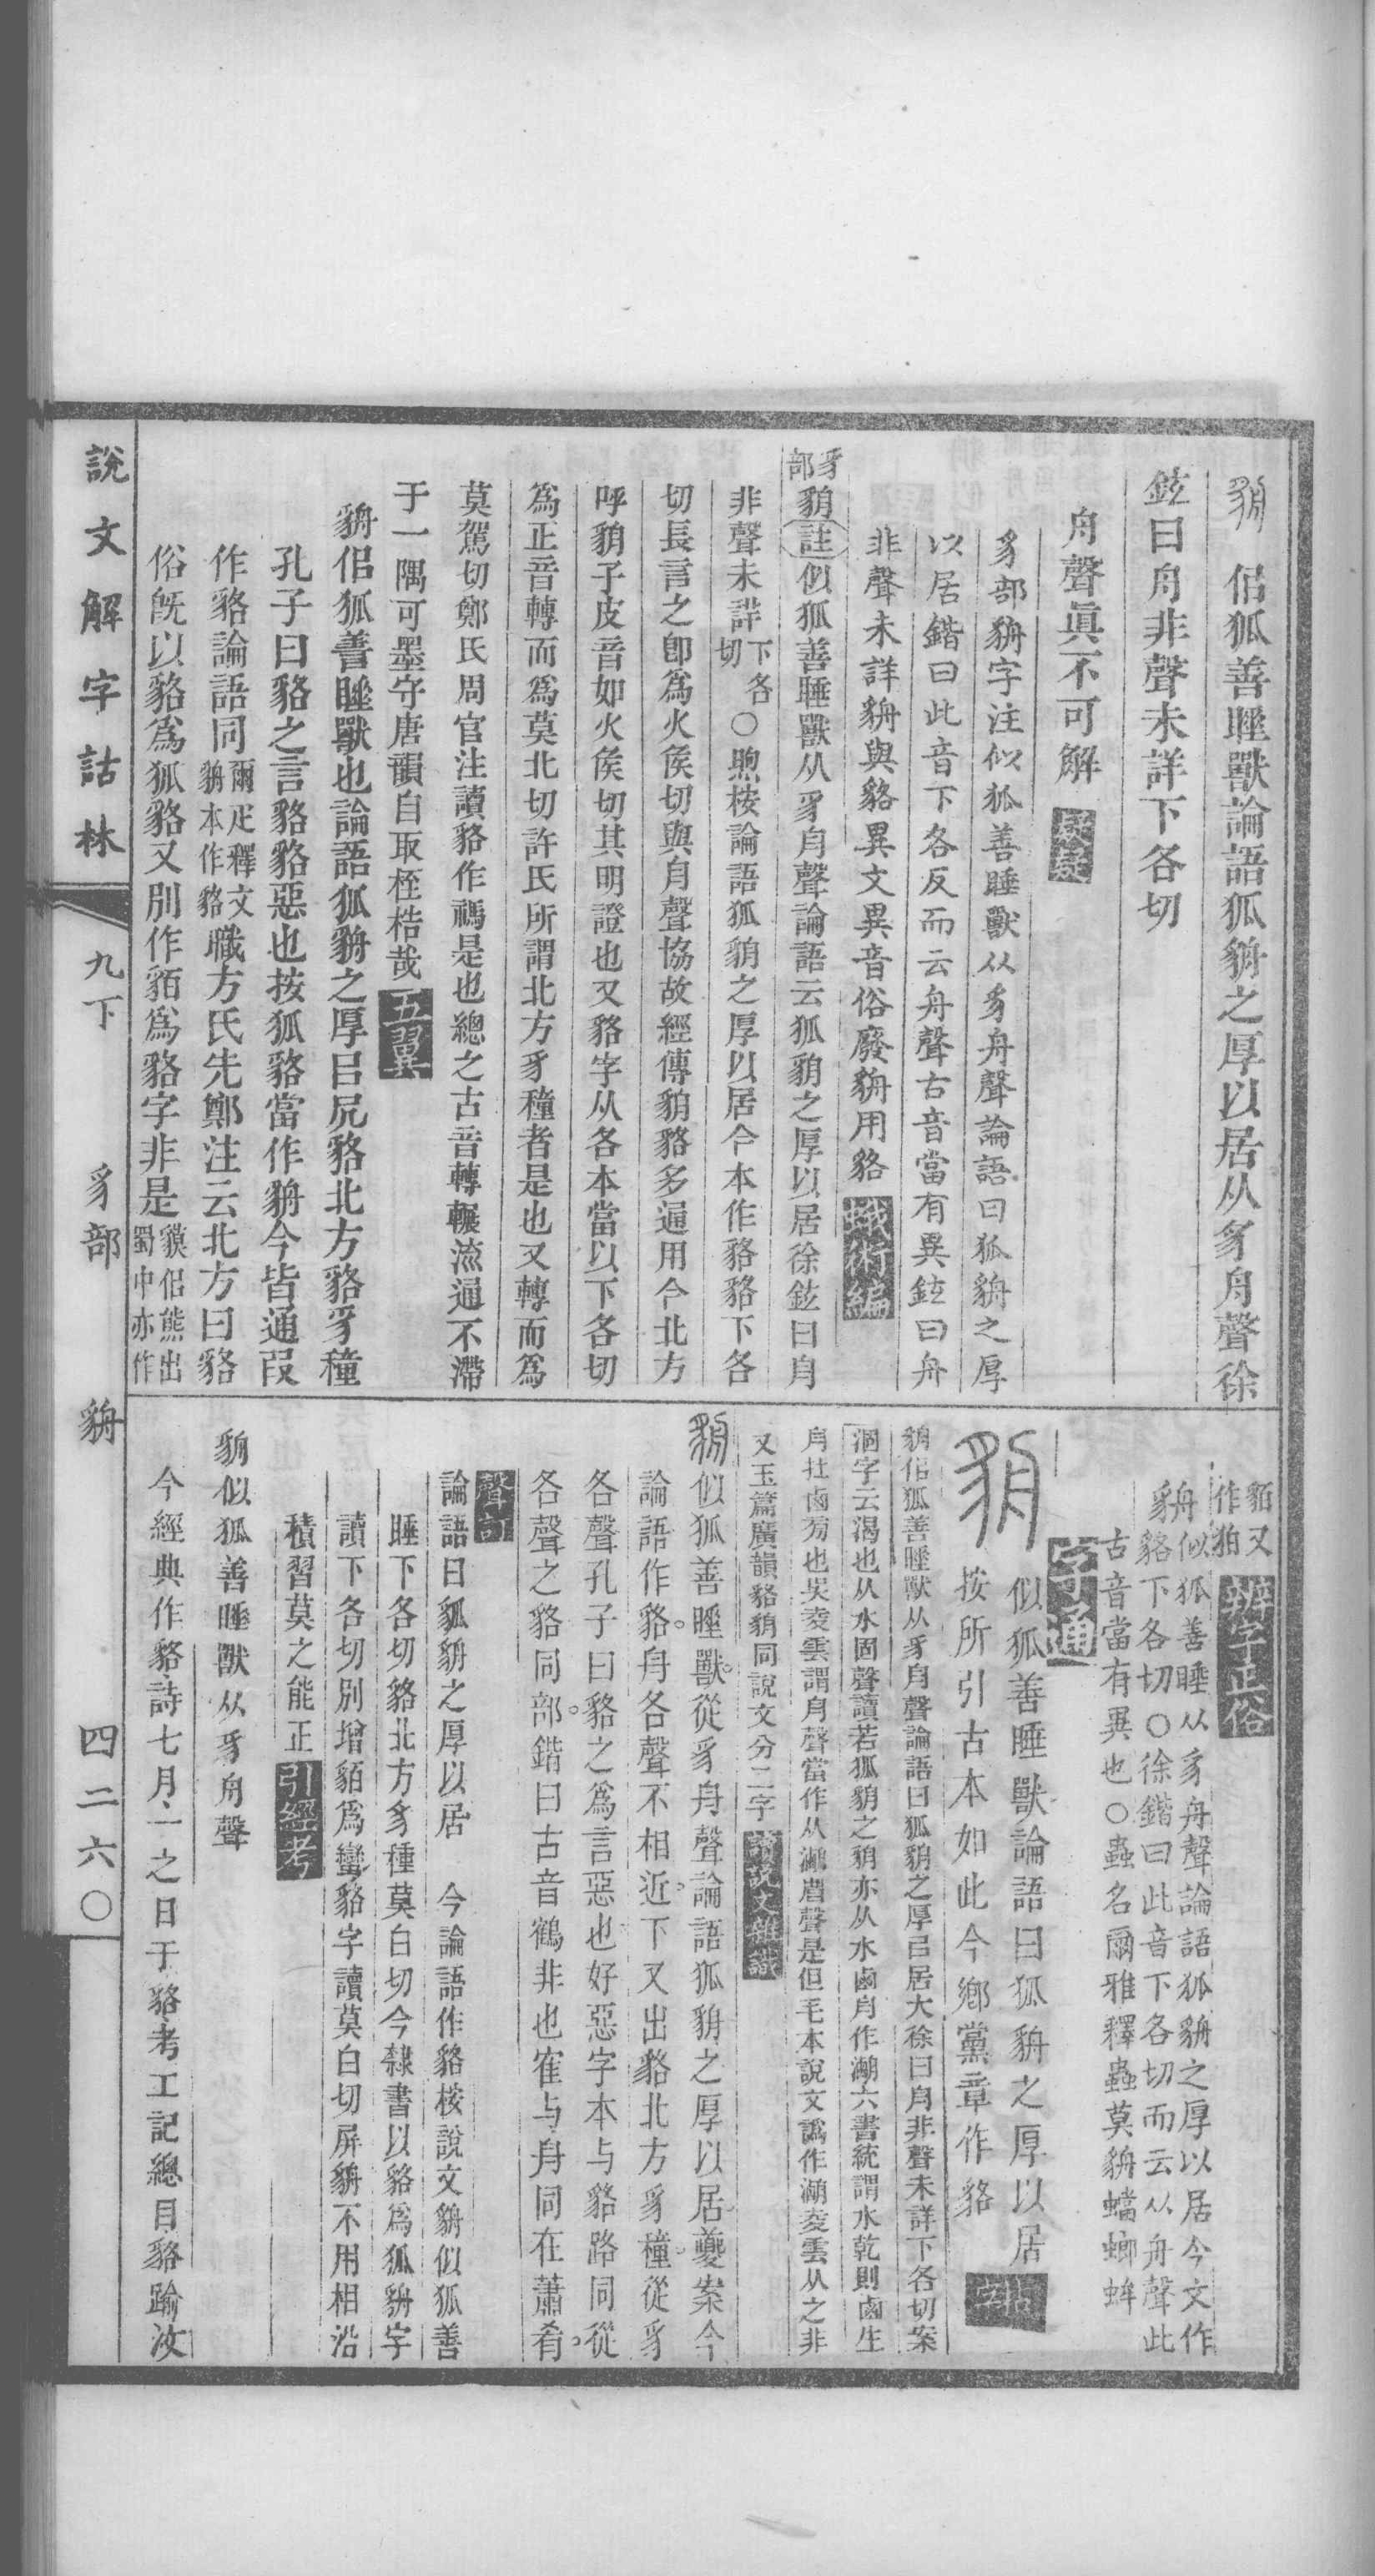 貈 佀狐善睡獸論語狐貈之厚以居从豸舟聲徐
鉉曰舟非聲未詳下各切
舟聲眞不可解
豸部貈字注似狐善睡獸从豸舟聲論語曰狐貈之厚
以居鍇曰此音下各反而云舟聲古音當有異鉉曰舟
非聲未詳貈與貉異文異音俗廢貈用貉 蛾術編
豸部貈註似狐善睡獸从豸舟聲論語云狐貈之厚以居徐鉉曰舟
非聲未詳下各切○煦桉論語狐貈之厚以居今本作貉貉下各
切長言之卽為火矦切與舟聲協故經傳貈貉多通用今北方
呼貈子皮音如火矦切其明證也又貉字从各本當以下各切
為正音轉而為莫北切許氏所謂北方豸穜者是也又轉而為
莫駕切鄭氏周官注讀貉作禡是也總之古音轉輾流通不滯
于一隅可墨守唐韻自取桎梏哉 五翼
貈佀狐善睡獸也論語狐貈之厚㠯凥貉北方貉豸穜
孔子曰貉之言貉貉惡也按狐貉當作貈今皆通叚
作貉論語同爾疋釋文貈本作貉職方氏先鄭注云北方曰貉
俗旣以貉爲狐貉又別作貊爲貉字非是貘佀熊出蜀中亦作
貊又作狛 辨字正俗
貈似狐善睡从豸舟聲論語狐貈之厚以居今文作
貉下各切○徐鍇曰此音下各切而云从舟聲此
古音當有異也○蟲名爾雅釋蟲莫貈蟷蜋蛑
字通
貈 似狐善睡獸論語曰狐貈之厚以居
按所引古本如此今鄉黨章作貉 古字
貈佀狐善睡獸从豸舟聲論語曰狐貈之厚㠯居大徐曰舟非聲未詳下各切案
涸字云渴也从水固聲讀若狐貈之貈亦从水鹵舟作㴶六書統謂水乾則鹵生
舟在鹵旁也吳夌雲謂舟聲當作从㴶省聲是但毛本說文譌作㴶夌雲从之非
又玉篇廣韻貉貈同說文分二字 讀說文雜識
貈似狐善睡獸從豸舟聲論語狐貈之厚以居夔案今
論語作貉舟各聲不相近下又出貉北方豸穜從豸
各聲孔子曰貉之爲言惡也好惡字本与貉路同從
各聲之貉同部鍇曰古音鶴非也寉与舟同在蕭肴
聲訂
論語曰狐貈之厚以居 今論語作貉桉說文貈似狐善
睡下各切貉北方豸種莫白切今隸書以貉爲狐貈字
讀下各切別增貊爲蠻貉字讀莫白切屏貈不用相沿
積習莫之能正 引經考
貈似狐善睡獸从豸舟聲
今經典作貉詩七月一之日于貉考工記總目貉踰汶
說文解字詁林 九下 豸部 貈 四二六〇